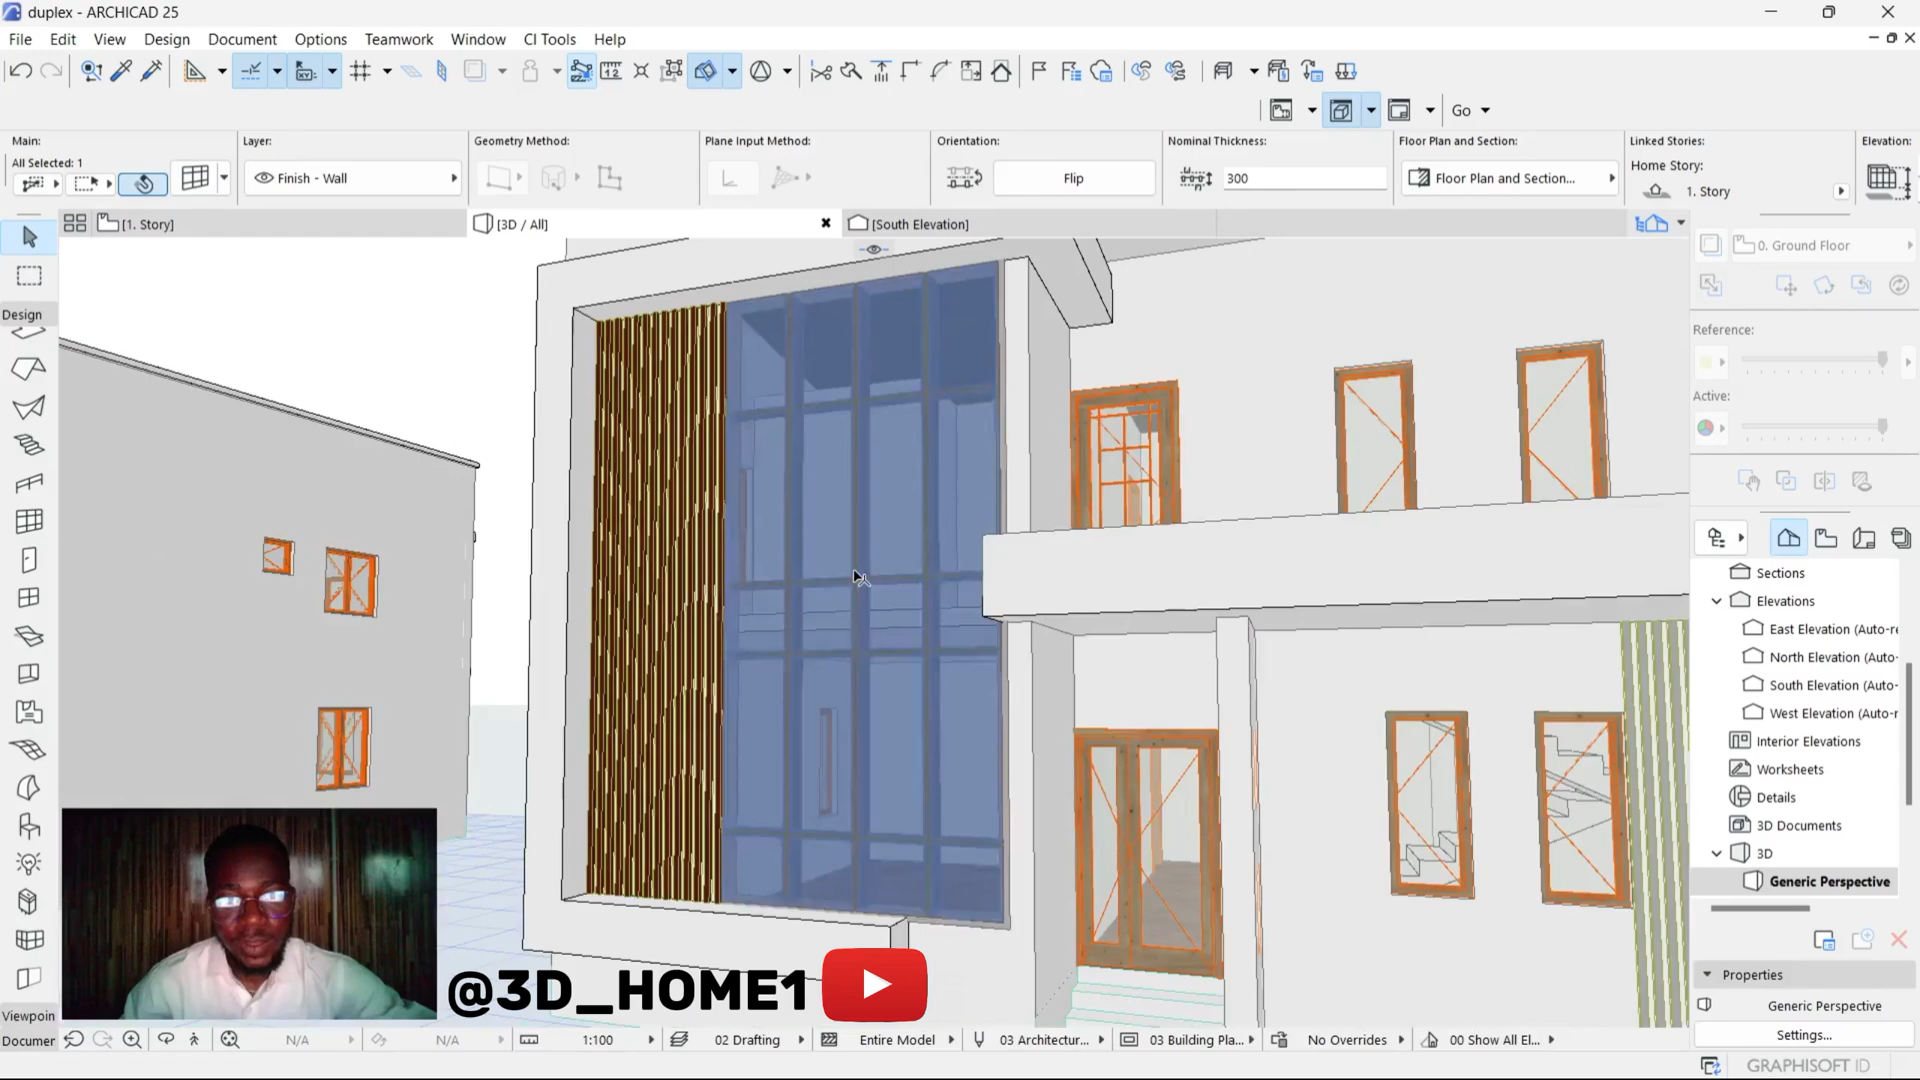 duplex - ARCHICAD 25
File Edit View Design Document Options Teamwork Window CI Tools Help
Go
Main:
All Selected: 1
Layer:
Finish - Wall
Geometry Method:
Plane Input Method:
Orientation:
Flip
Nominal Thickness:
300
Floor Plan and Section:
Floor Plan and Section...
Linked Stories:
Home Story:
1. Story
Elevation:
[1. Story]
[3D / All]
[South Elevation]
Design
0. Ground Floor
Reference:
Active:
Sections
Elevations
East Elevation (Auto-re
North Elevation (Auto-
South Elevation (Auto-
West Elevation (Auto-r
Interior Elevations
Worksheets
Details
3D Documents
3D
Generic Perspective
Properties
Generic Perspective
Settings...
@3D_HOME1
Viewpoin
Documer
N/A
N/A
1:100
02 Drafting
Entire Model
03 Architectur...
03 Building Pla...
No Overrides
00 Show All El...
GRAPHISOFT ID